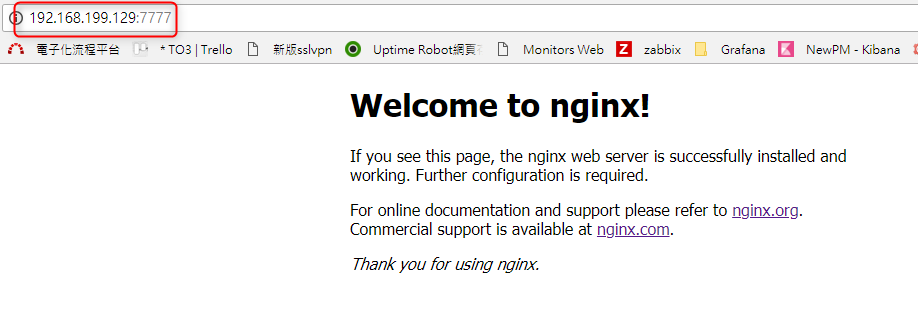 192.168.199.129:7777
電子化流程平台 * TO3 | Trello 新版sslvpn Uptime Robot網頁 Monitors Web Z zabbix Grafana NewPM - Kibana
Welcome to nginx!
If you see this page, the nginx web server is successfully installed and
working. Further configuration is required.
For online documentation and support please refer to nginx.org.
Commercial support is available at nginx.com.
Thank you for using nginx.